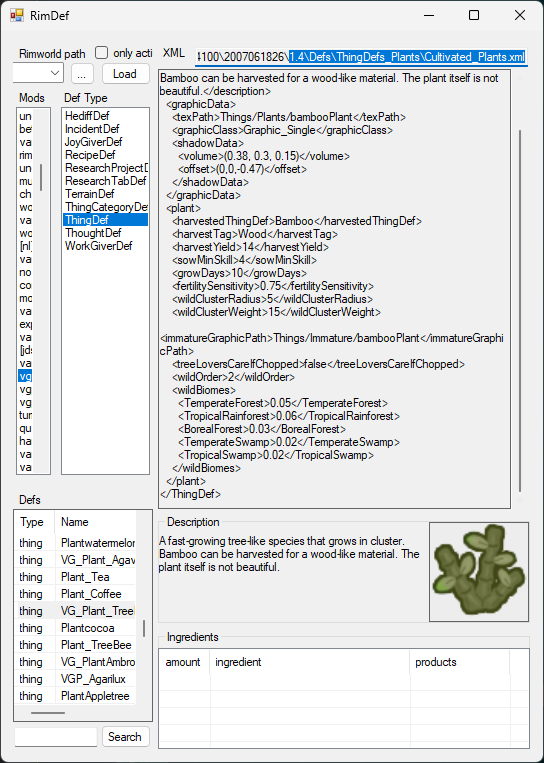 RimDef
Rimworld path
only acti
XML
4100\2007061826\1.4\Defs\ThingDefs_Plants\Cultivated_Plants.xml
...
Load
Mods
Def Type
un
be
va
rim
un
mu
ch
wo
va
wo
[nl]
va
no
co
mo
va
exp
va
[jds
va
vg
vg
vg
tur
qu
ha
va
va
HediffDef
IncidentDef
JoyGiverDef
RecipeDef
ResearchProjectD
ResearchTabDef
TerrainDef
ThingCategoryDe
ThingDef
ThoughtDef
WorkGiverDef
Bamboo can be harvested for a wood-like material. The plant itself is not
beautiful.</description>
<graphicData>
<texPath>Things/Plants/bambooPlant</texPath>
<graphicClass>Graphic_Single</graphicClass>
<shadowData>
<volume>(0.38, 0.3, 0.15)</volume>
<offset>(0,0,-0.47)</offset>
</shadowData>
</graphicData>
<plant>
<harvestedThingDef>Bamboo</harvestedThingDef>
<harvestTag>Wood</harvestTag>
<harvestYield>14</harvestYield>
<sowMinSkill>4</sowMinSkill>
<growDays>10</growDays>
<fertilitySensitivity>0.75</fertilitySensitivity>
<wildClusterRadius>5</wildClusterRadius>
<wildClusterWeight>15</wildClusterWeight>
<immatureGraphicPath>Things/Immature/bambooPlant</immatureGraphi
cPath>
<treeLoversCareIfChopped>false</treeLoversCareIfChopped>
<wildOrder>2</wildOrder>
<wildBiomes>
<TemperateForest>0.05</TemperateForest>
<TropicalRainforest>0.06</TropicalRainforest>
<BorealForest>0.03</BorealForest>
<TemperateSwamp>0.02</TemperateSwamp>
<TropicalSwamp>0.02</TropicalSwamp>
</wildBiomes>
</plant>
</ThingDef>
Defs
Type Name
thing Plantwatermelor
thing VG_Plant_Agav
thing Plant_Tea
thing Plant_Coffee
thing VG_Plant_Treel
thing Plantcocoa
thing Plant_TreeBee
thing VG_PlantAmbro
thing VGP_Agarilux
thing PlantAppletree
Search
Description
A fast-growing tree-like species that grows in cluster.
Bamboo can be harvested for a wood-like material. The
plant itself is not beautiful.
Ingredients
amount ingredient products